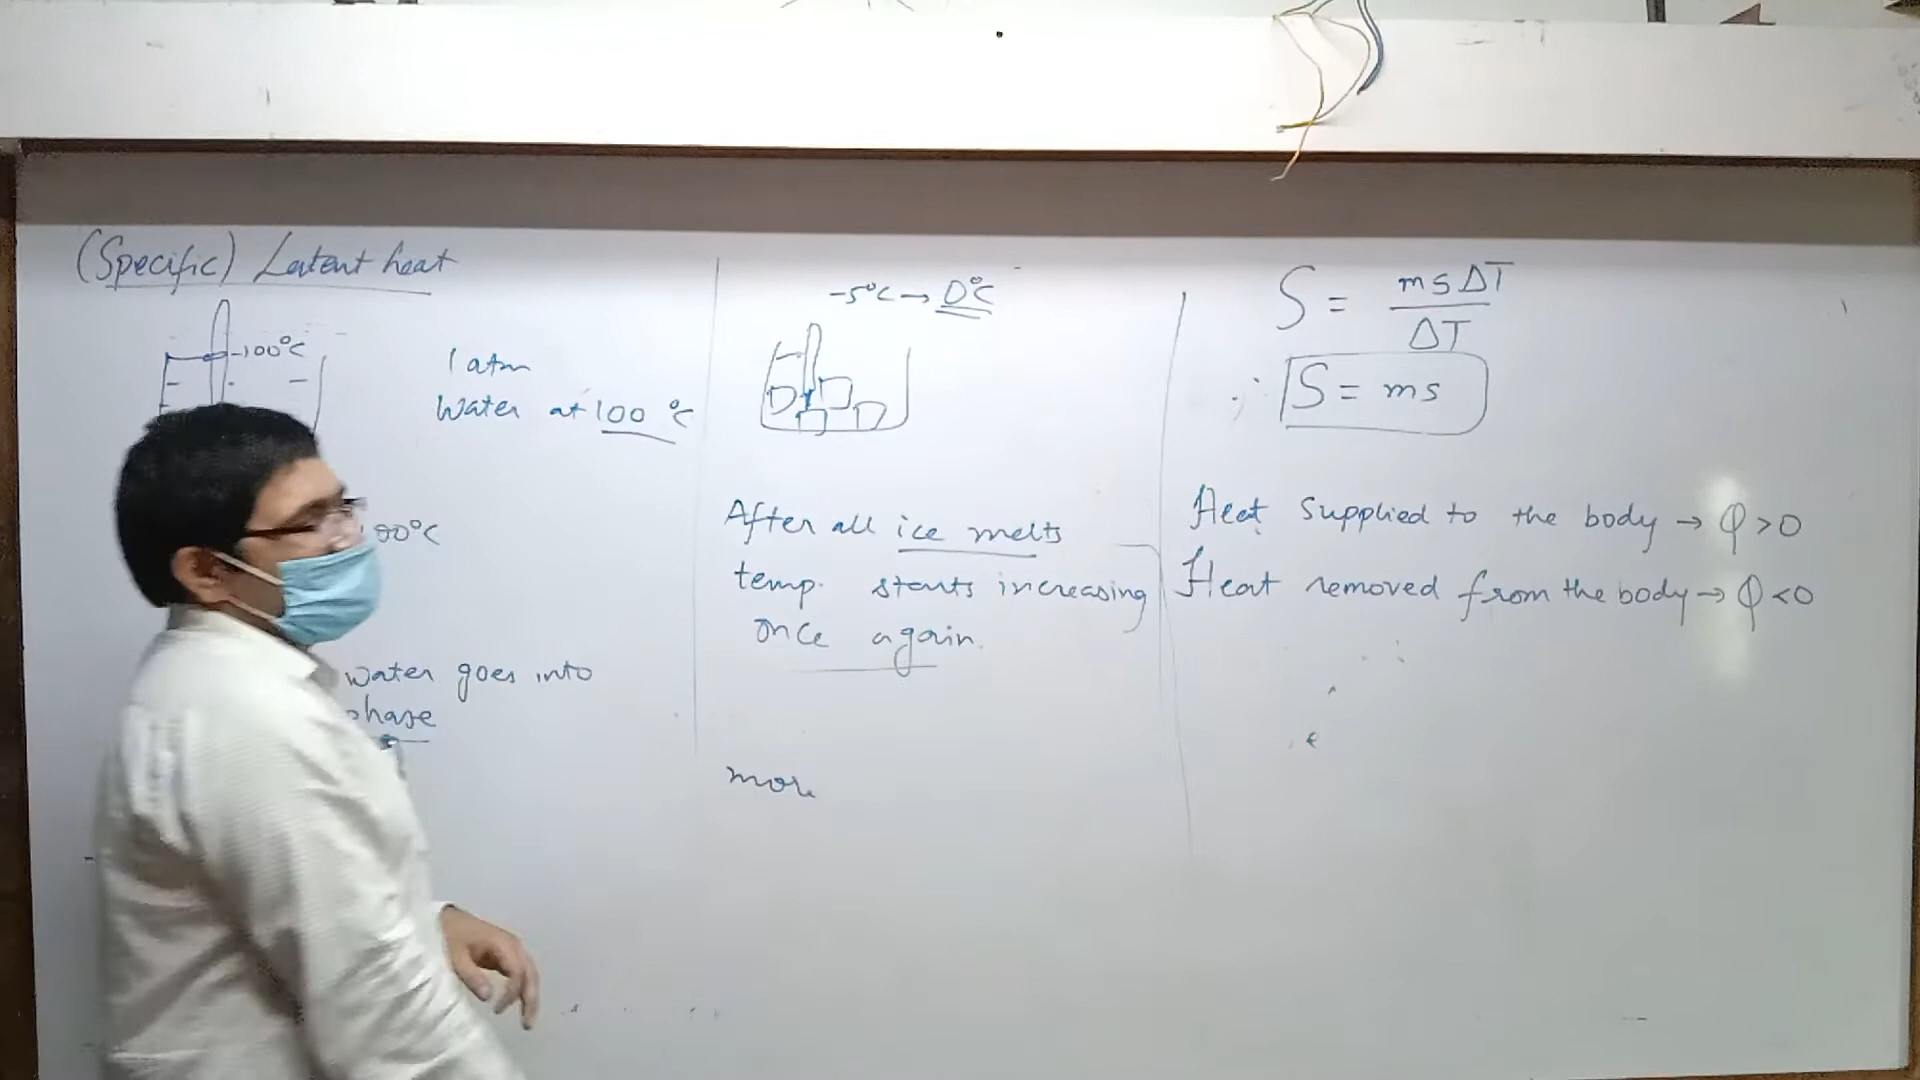 (Specific) Latent heat
-100°C
1 atm
Water at 100 °C
00°C
water goes into
phase
-5°C → 0°C
After all ice melts
temp. starts increasing
once again.
more
S = msΔT / ΔT
∴ S = ms
Heat supplied to the body → Q > 0
Heat removed from the body → Q < 0